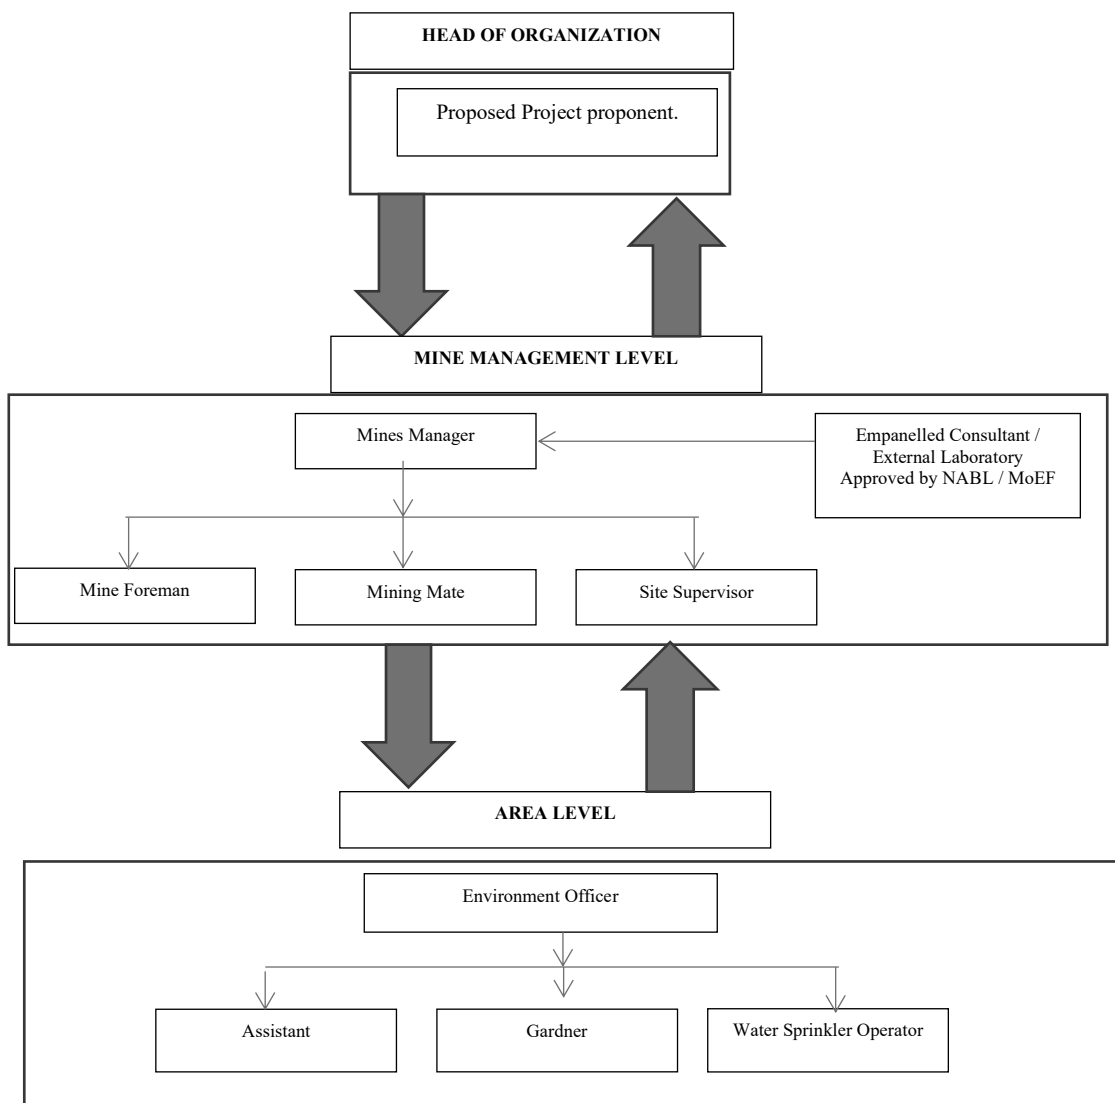 HEAD OF ORGANIZATION
Proposed Project proponent.
MINE MANAGEMENT LEVEL
Mines Manager
Empanelled Consultant /
External Laboratory
Approved by NABL / MoEF
Mine Foreman
Mining Mate
Site Supervisor
AREA LEVEL
Environment Officer
Assistant
Gardner
Water Sprinkler Operator